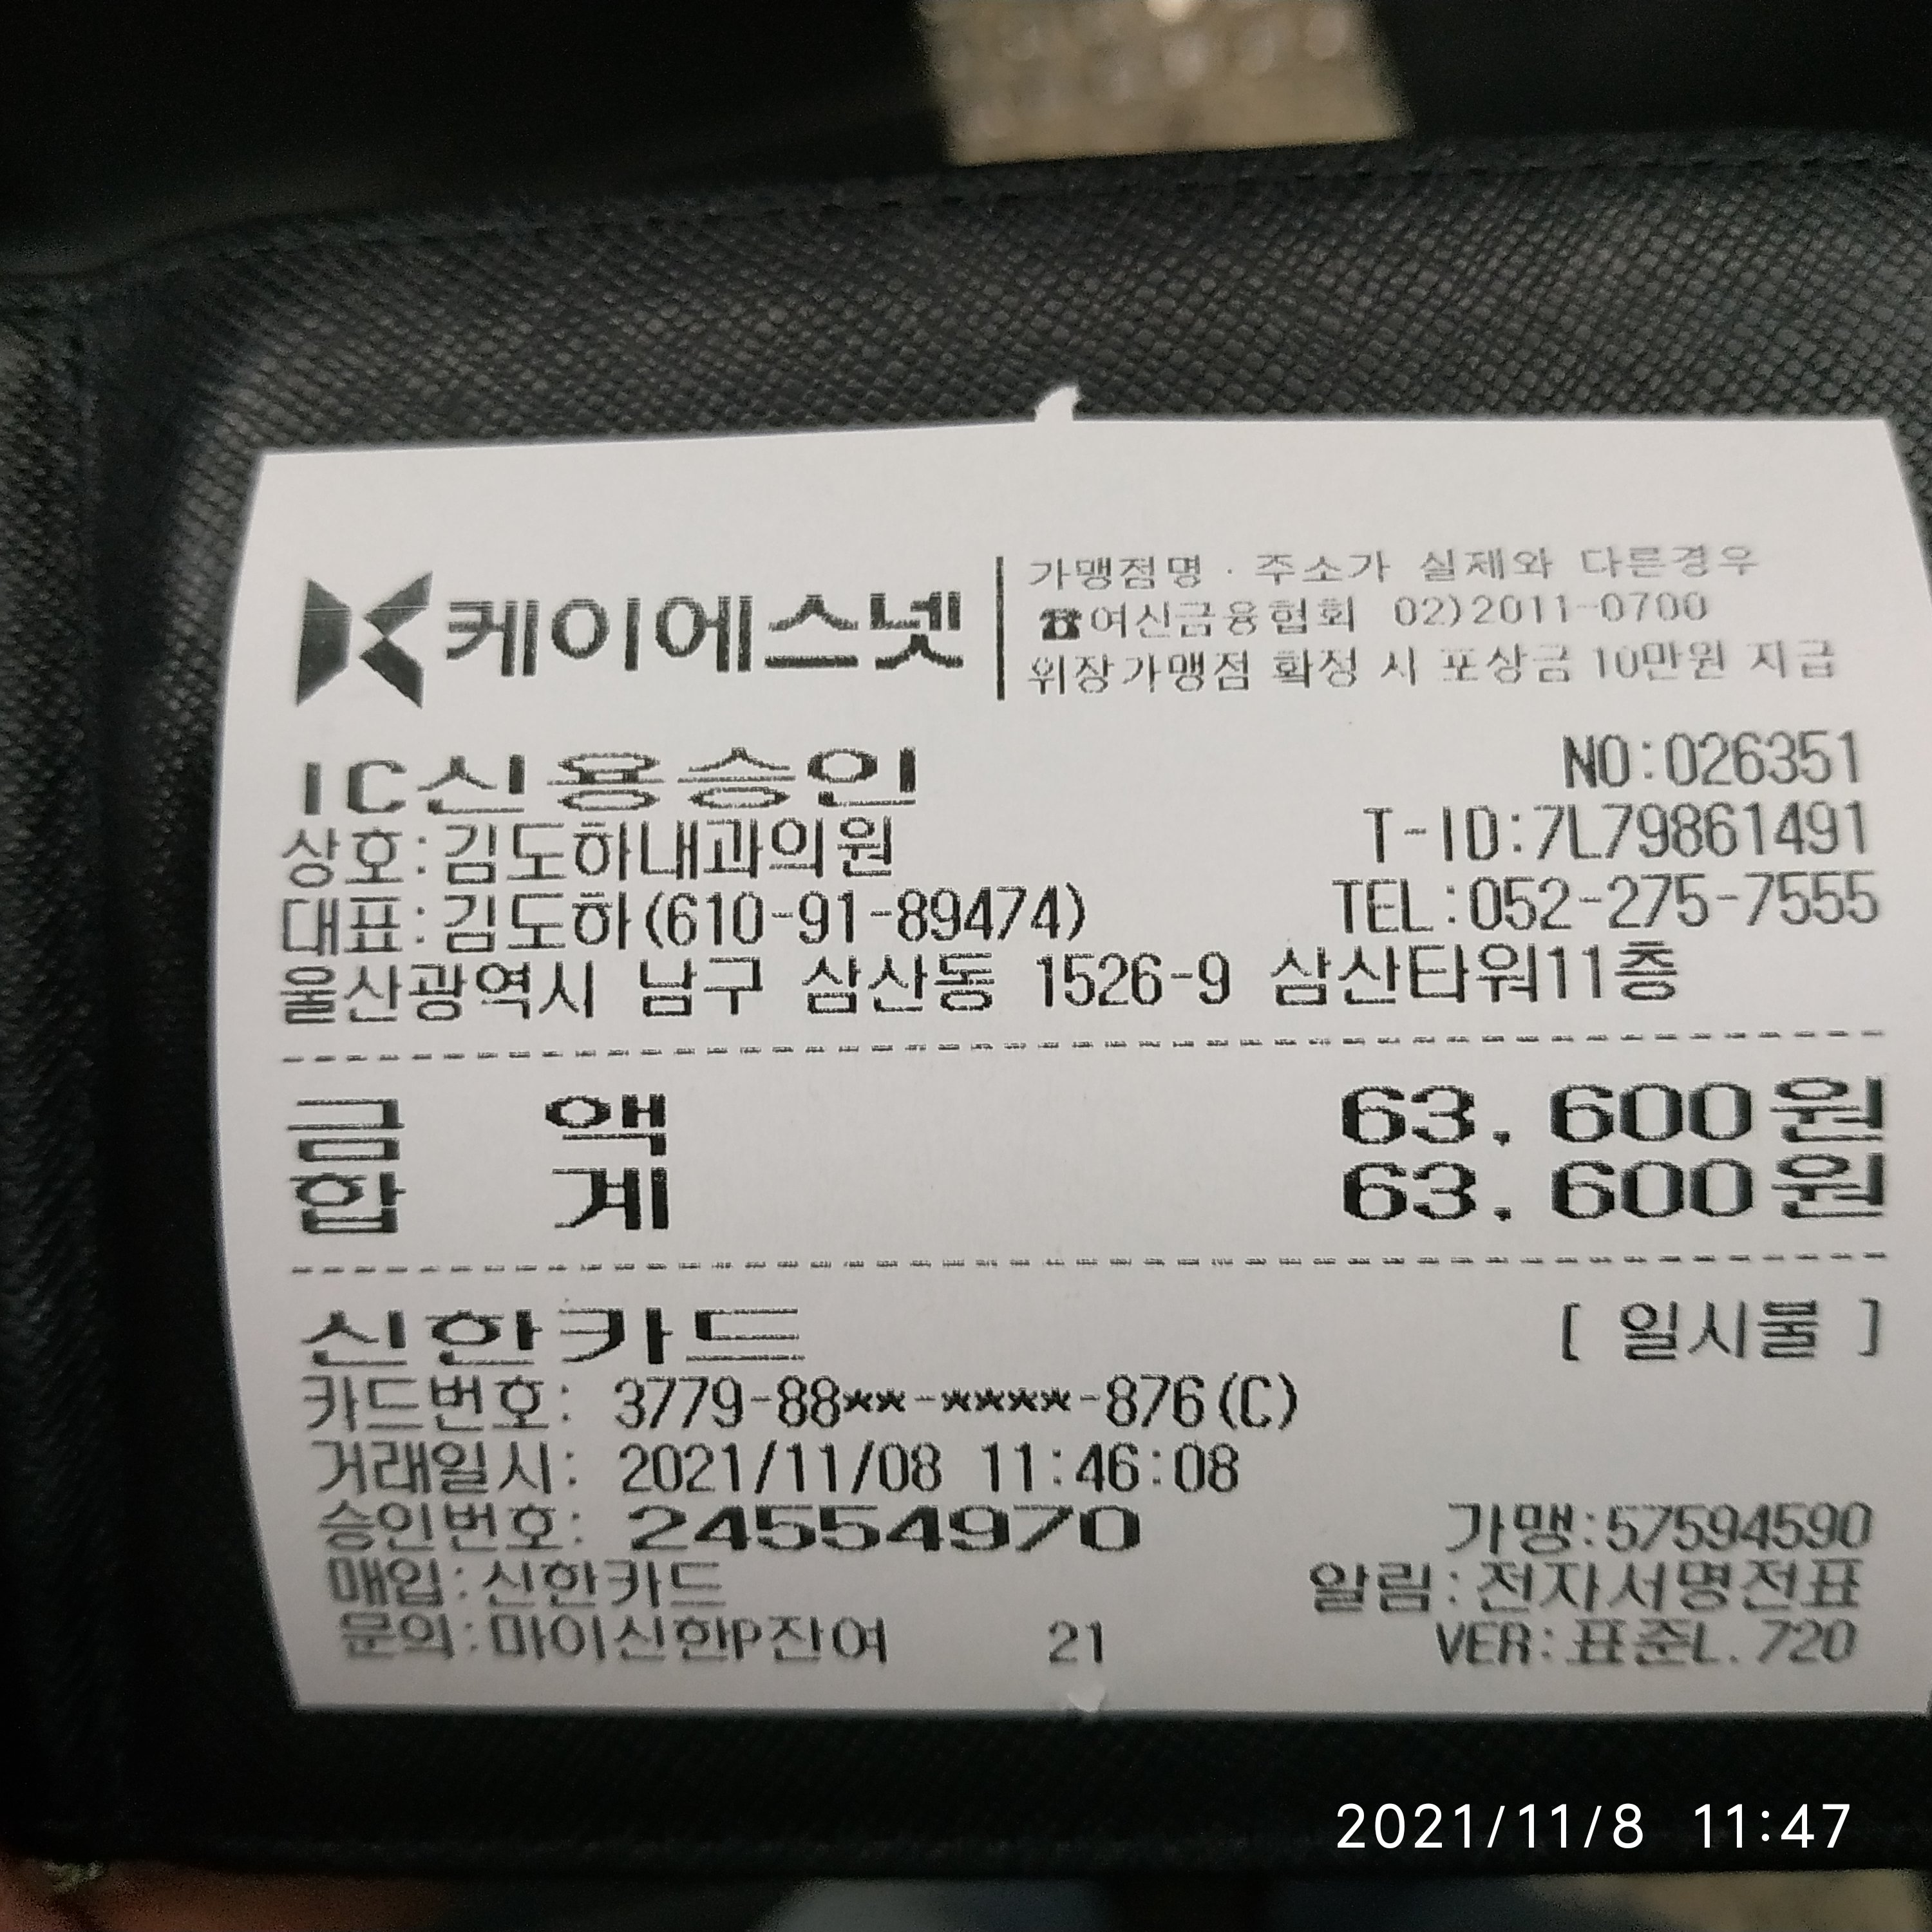 케이에스넷
가맹점명 · 주소가 실제와 다른경우
☎여신금융협회 02)2011-0700
위장가맹점 확정 시 포상금 10만원 지급
IC신용승인 NO:026351
상호:김도하내과의원 T-ID:7L79861491
대표:김도하(610-91-89474) TEL:052-275-7555
울산광역시 남구 삼산동 1526-9 삼산타워11층
금 액 63,600원
합 계 63,600원
신한카드 [ 일시불 ]
카드번호: 3779-88**-****-876(C)
거래일시: 2021/11/08 11:46:08
승인번호: 24554970 가맹:57594590
매입:신한카드 알림:전자서명전표
문의:마이신한P잔여 21 VER:표준L.720
2021/11/8 11:47